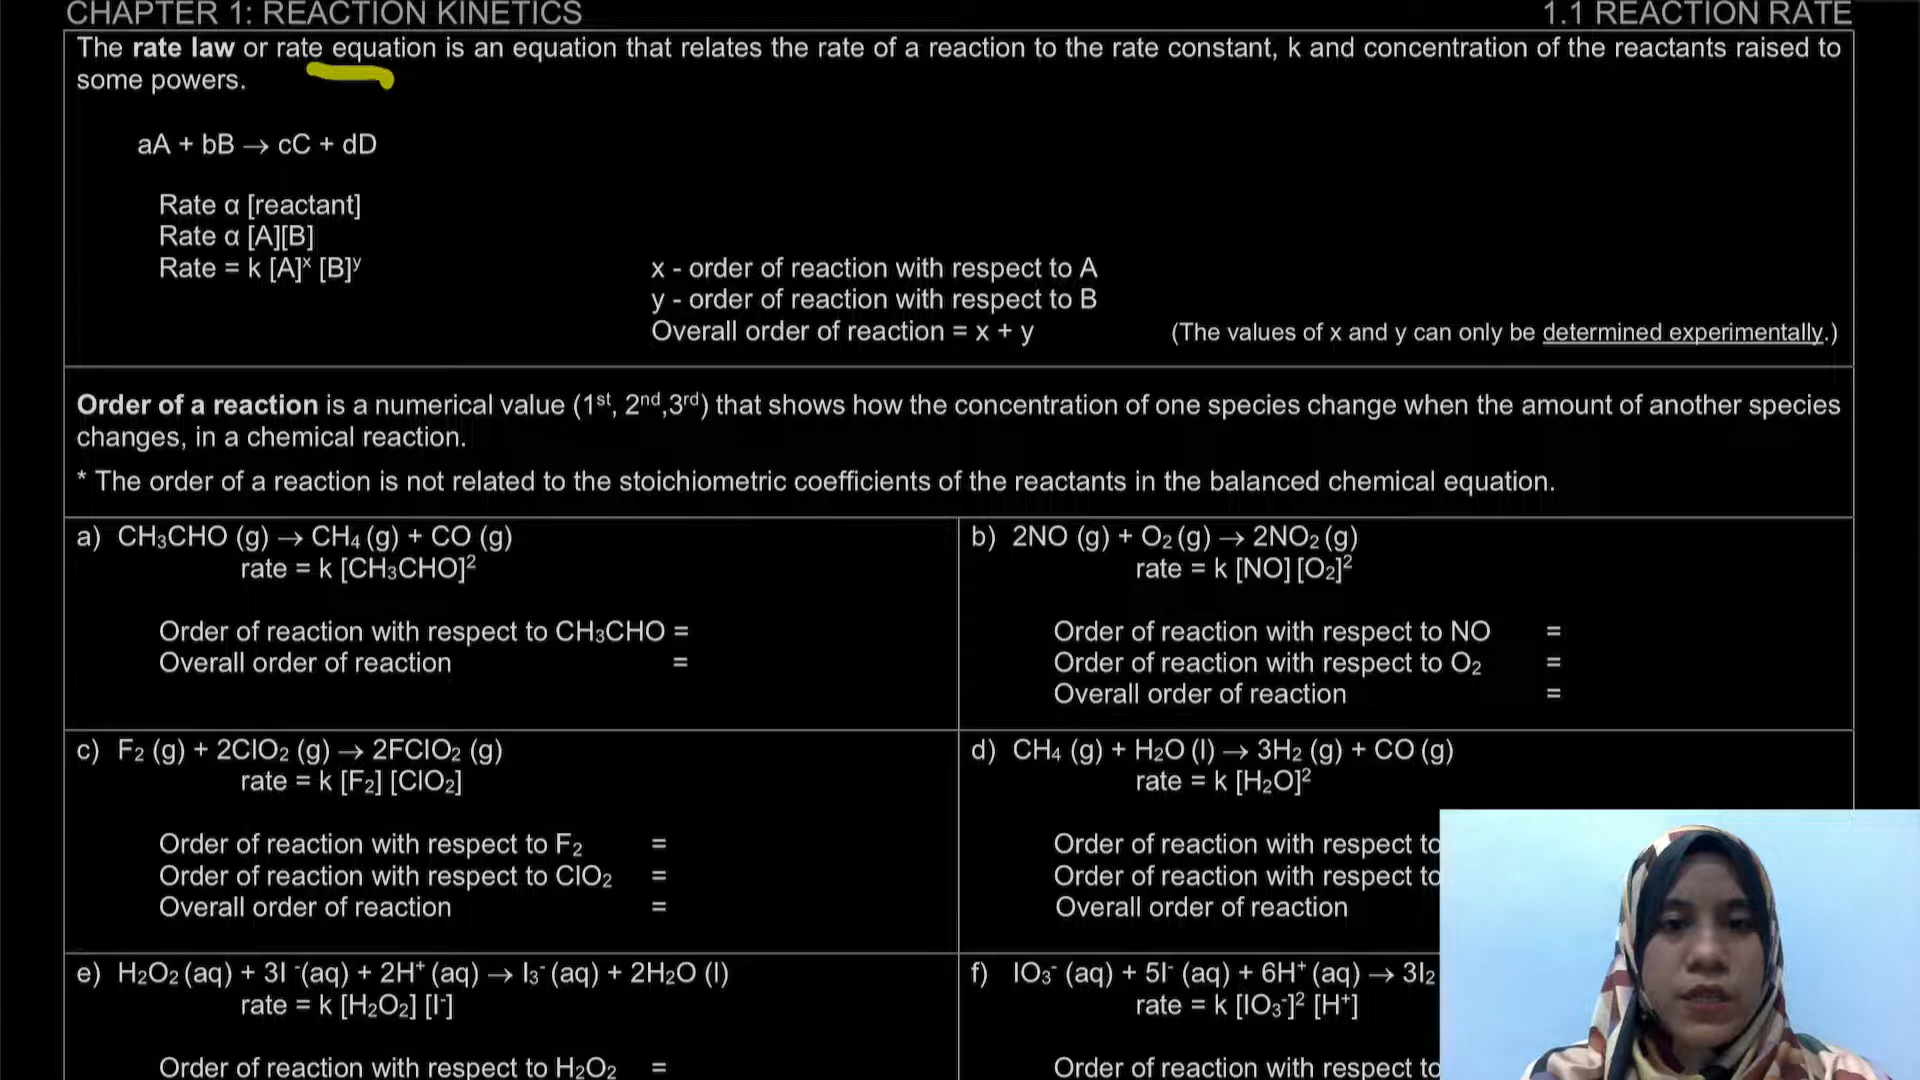 CHAPTER 1: REACTION KINETICS 1.1 REACTION RATE
The rate law or rate equation is an equation that relates the rate of a reaction to the rate constant, k and concentration of the reactants raised to
some powers.
aA + bB → cC + dD
Rate α [reactant]
Rate α [A][B]
Rate = k [A]ˣ [B]ʸ
x - order of reaction with respect to A
y - order of reaction with respect to B
Overall order of reaction = x + y
(The values of x and y can only be determined experimentally.)
Order of a reaction is a numerical value (1ˢᵗ, 2ⁿᵈ,3ʳᵈ) that shows how the concentration of one species change when the amount of another species
changes, in a chemical reaction.
* The order of a reaction is not related to the stoichiometric coefficients of the reactants in the balanced chemical equation.
a) CH₃CHO (g) → CH₄ (g) + CO (g)
rate = k [CH₃CHO]²
Order of reaction with respect to CH₃CHO =
Overall order of reaction =
b) 2NO (g) + O₂ (g) → 2NO₂ (g)
rate = k [NO] [O₂]²
Order of reaction with respect to NO =
Order of reaction with respect to O₂ =
Overall order of reaction =
c) F₂ (g) + 2ClO₂ (g) → 2FClO₂ (g)
rate = k [F₂] [ClO₂]
Order of reaction with respect to F₂ =
Order of reaction with respect to ClO₂ =
Overall order of reaction =
d) CH₄ (g) + H₂O (l) → 3H₂ (g) + CO (g)
rate = k [H₂O]²
Order of reaction with respect to
Order of reaction with respect to
Overall order of reaction
e) H₂O₂ (aq) + 3I⁻ (aq) + 2H⁺ (aq) → I₃⁻ (aq) + 2H₂O (l)
rate = k [H₂O₂] [I⁻]
Order of reaction with respect to H₂O₂ =
f) IO₃⁻ (aq) + 5I⁻ (aq) + 6H⁺ (aq) → 3I₂
rate = k [IO₃⁻]² [H⁺]
Order of reaction with respect to